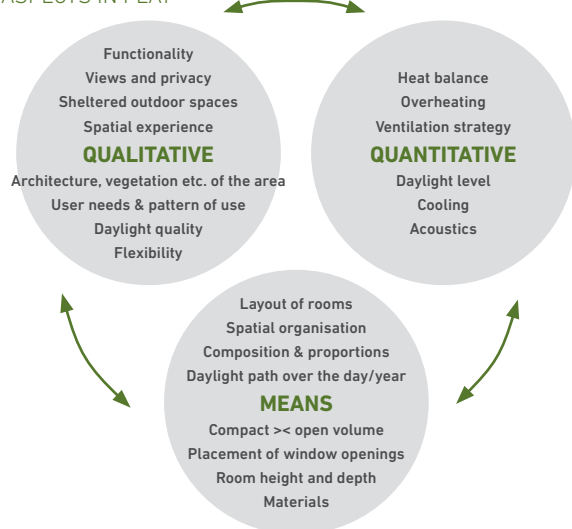 ASPECTS IN PLAY
Functionality
Views and privacy
Sheltered outdoor spaces
Spatial experience
QUALITATIVE
Architecture, vegetation etc. of the area
User needs & pattern of use
Daylight quality
Flexibility
Heat balance
Overheating
Ventilation strategy
QUANTITATIVE
Daylight level
Cooling
Acoustics
Layout of rooms
Spatial organisation
Composition & proportions
Daylight path over the day/year
MEANS
Compact >< open volume
Placement of window openings
Room height and depth
Materials